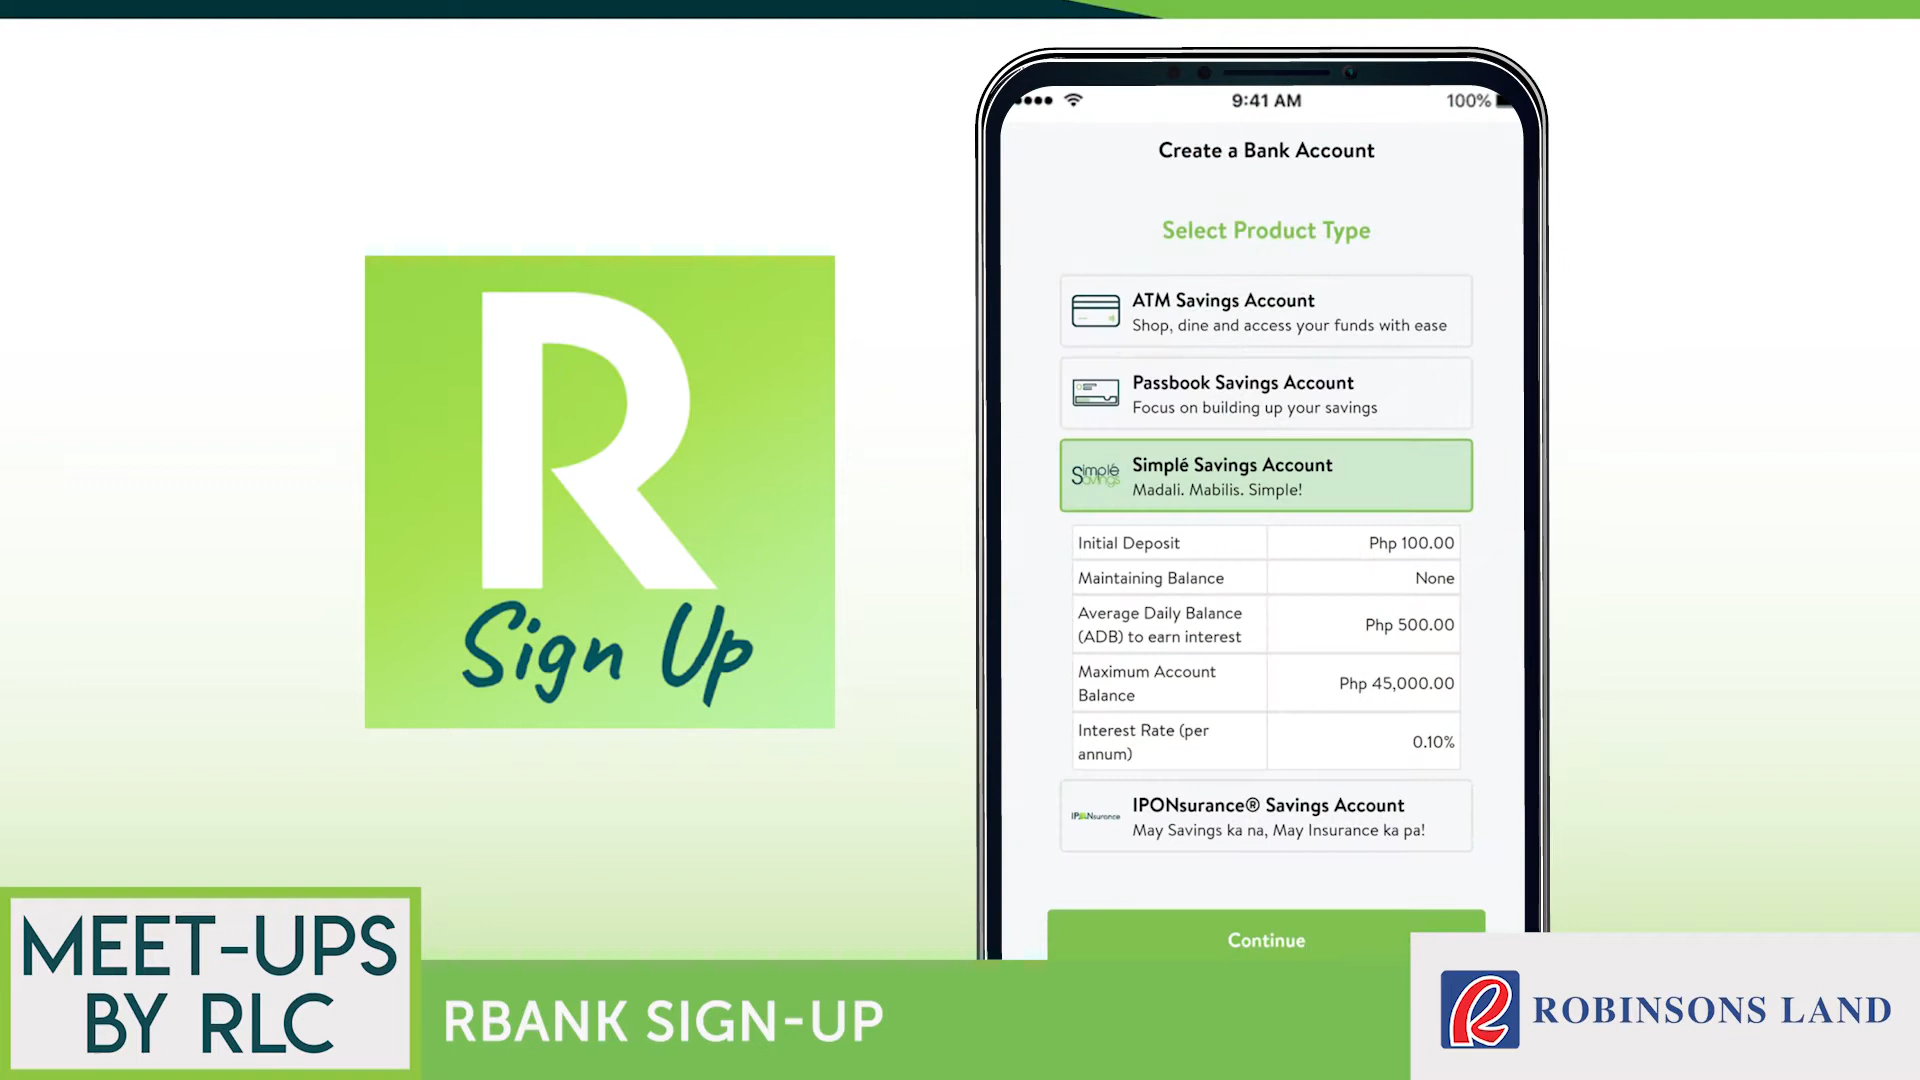 9:41 AM
100%
Create a Bank Account
Select Product Type
ATM Savings Account
Shop, dine and access your funds with ease
Passbook Savings Account
Focus on building up your savings
Simplé Savings
Simplé Savings Account
Madali. Mabilis. Simple!
Initial Deposit Php 100.00
Maintaining Balance None
Average Daily Balance
(ADB) to earn interest Php 500.00
Maximum Account
Balance Php 45,000.00
Interest Rate (per
annum) 0.10%
IPONsurance
IPONsurance® Savings Account
May Savings ka na, May Insurance ka pa!
Continue
R
Sign Up
MEET-UPS
BY RLC
RBANK SIGN-UP
R ROBINSONS LAND